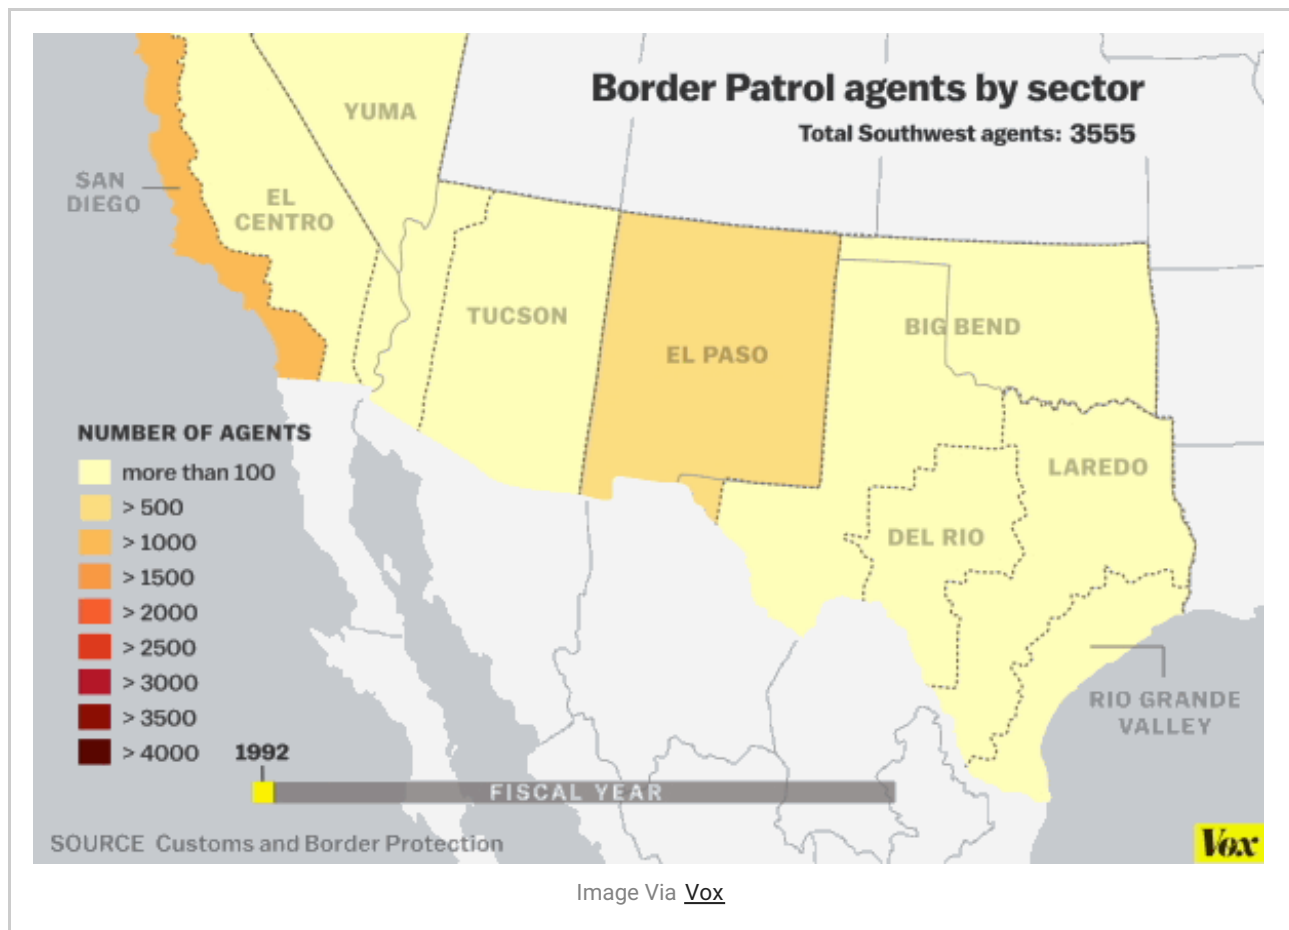 Border Patrol agents by sector
Total Southwest agents: 3555
YUMA
SAN
DIEGO
EL
CENTRO
TUCSON
EL PASO
BIG BEND
LAREDO
DEL RIO
RIO GRANDE
VALLEY
NUMBER OF AGENTS
more than 100
> 500
> 1000
> 1500
> 2000
> 2500
> 3000
> 3500
> 4000
1992
FISCAL YEAR
SOURCE Customs and Border Protection
Vox
Image Via Vox